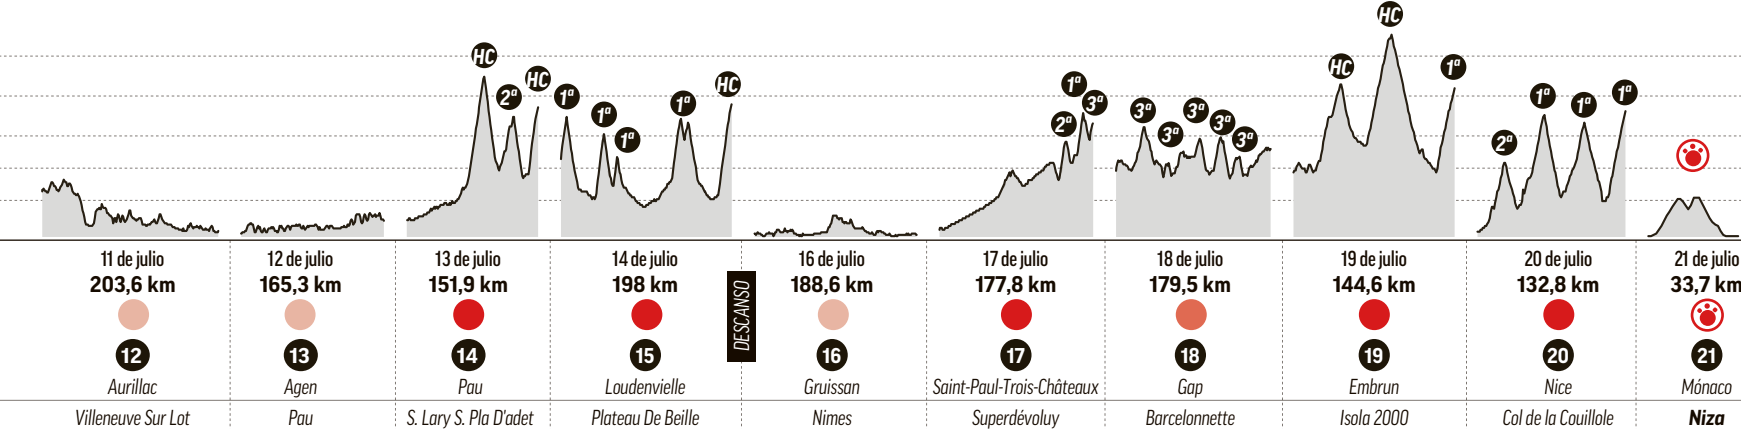 HC
2ª
HC
1ª
1ª
1ª
1ª
HC
2ª
1ª
3ª
3ª
3ª
3ª
3ª
3ª
HC
HC
1ª
2ª
1ª
1ª
1ª
11 de julio
203,6 km
12
Aurillac
Villeneuve Sur Lot
12 de julio
165,3 km
13
Agen
Pau
13 de julio
151,9 km
14
Pau
S. Lary S. Pla D'adet
14 de julio
198 km
15
Loudenvielle
Plateau De Beille
DESCANSO
16 de julio
188,6 km
16
Gruissan
Nimes
17 de julio
177,8 km
17
Saint-Paul-Trois-Châteaux
Superdévoluy
18 de julio
179,5 km
18
Gap
Barcelonnette
19 de julio
144,6 km
19
Embrun
Isola 2000
20 de julio
132,8 km
20
Nice
Col de la Couillole
21 de julio
33,7 km
21
Mónaco
Niza